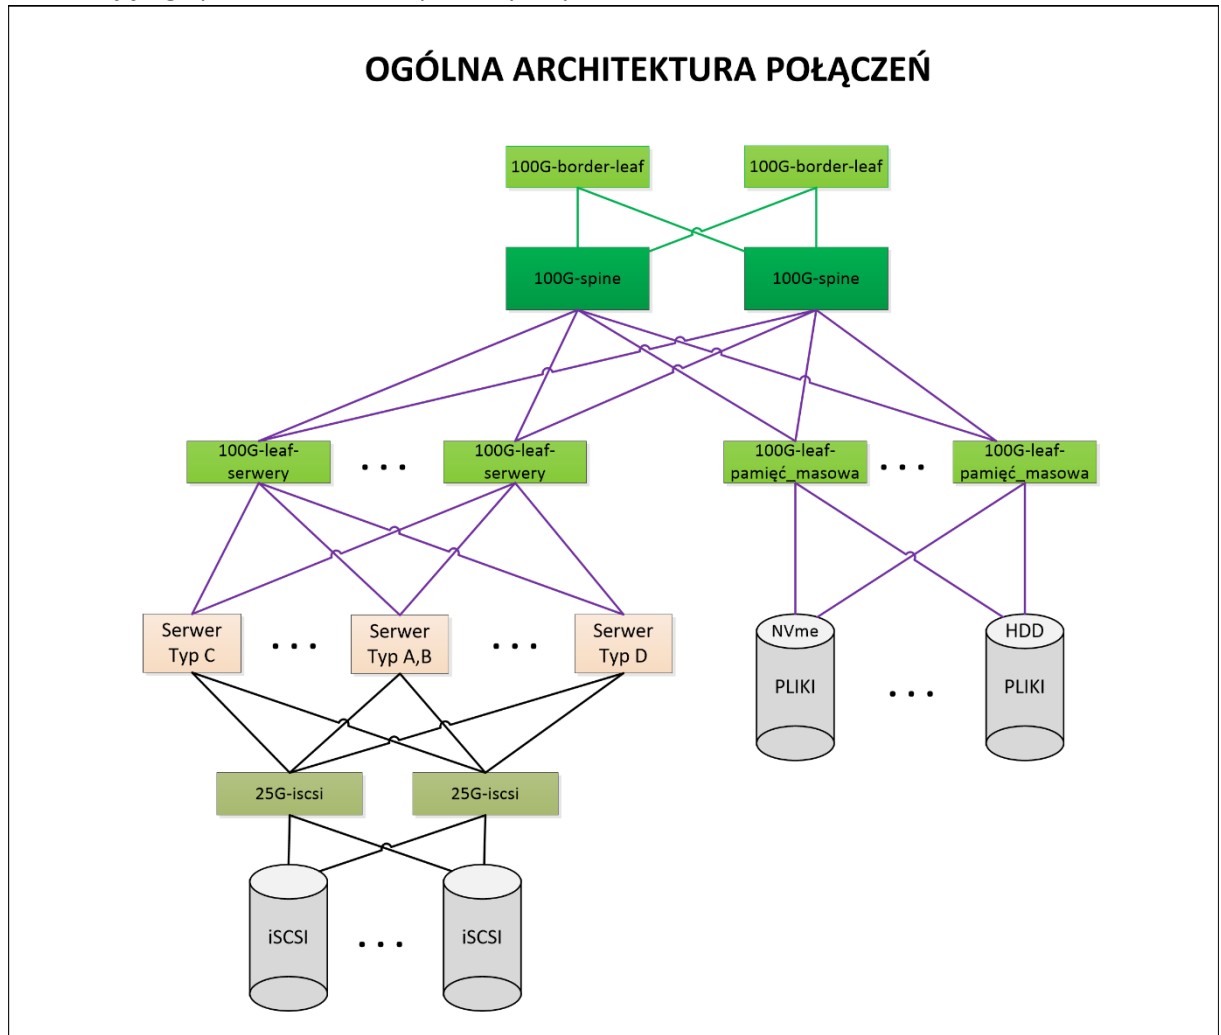 OGÓLNA ARCHITEKTURA POŁĄCZEŃ
100G-border-leaf
100G-border-leaf
100G-spine
100G-spine
100G-leaf-
serwery
. . .
100G-leaf-
serwery
100G-leaf-
pamięć_masowa
. . .
100G-leaf-
pamięć_masowa
Serwer
Typ C
. . .
Serwer
Typ A,B
. . .
Serwer
Typ D
NVme
PLIKI
. . .
HDD
PLIKI
25G-iscsi
25G-iscsi
iSCSI
. . .
iSCSI